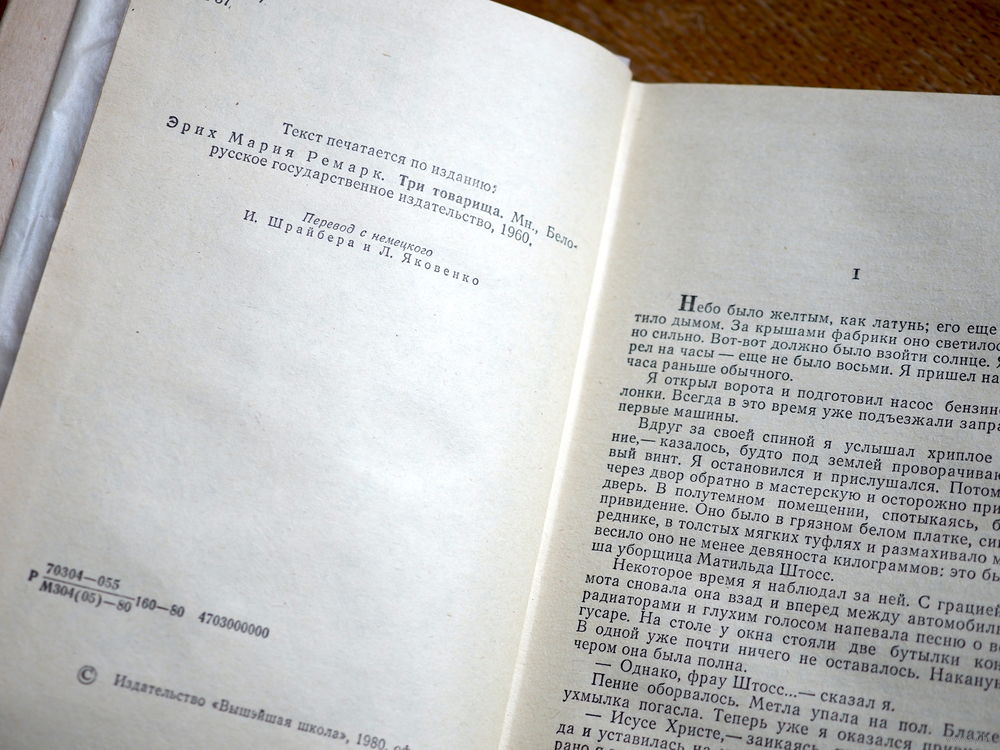 Текст печатается по изданию:
Эрих Мария Ремарк. Три товарища. Мн., Бело-
русское государственное издательство, 1960.
Перевод с немецкого
И. Шрайбера и Л. Яковенко
Р 70304—055
М304(05)—80 160—80 4703000000
© Издательство «Вышэйшая школа», 1980.
I
Небо было желтым, как латунь; его еще
тило дымом. За крышами фабрики оно светилос
но сильно. Вот-вот должно было взойти солнце. Я
рел на часы — еще не было восьми. Я пришел на
часа раньше обычного.
Я открыл ворота и подготовил насос бензино
лонки. Всегда в это время уже подъезжали запра
первые машины.
Вдруг за своей спиной я услышал хриплое
ние,— казалось, будто под землей проворачиваю
вый винт. Я остановился и прислушался. Потом
через двор обратно в мастерскую и осторожно при
дверь. В полутемном помещении, спотыкаясь, б
привидение. Оно было в грязном белом платке, си
реднике, в толстых мягких туфлях и размахивало м
весило оно не менее девяноста килограммов: это бы
ша уборщица Матильда Штосс.
Некоторое время я наблюдал за ней. С грацией
мота сновала она взад и вперед между автомобиль
радиаторами и глухим голосом напевала песню о ве
гусаре. На столе у окна стояли две бутылки кон
В одной уже почти ничего не оставалось. Накануне
чером она была полна.
— Однако, фрау Штосс...— сказал я.
Пение оборвалось. Метла упала на пол. Блаже
ухмылка погасла. Теперь уже я оказался
— Исусе Христе,— заикаясь,
да и уставилась на